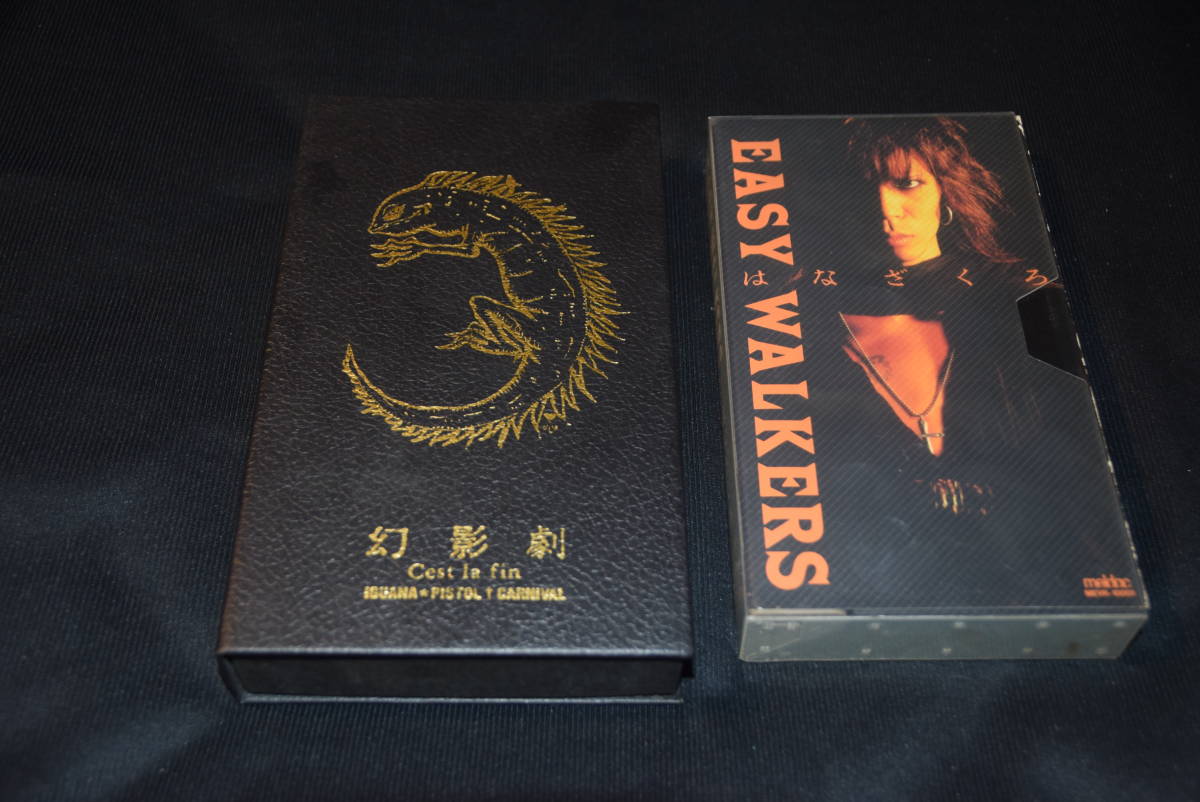 幻影劇
Cest la fin
IGUANA★PISTOL†CARNIVAL
EASY WALKERS
はなざくろ
meldac